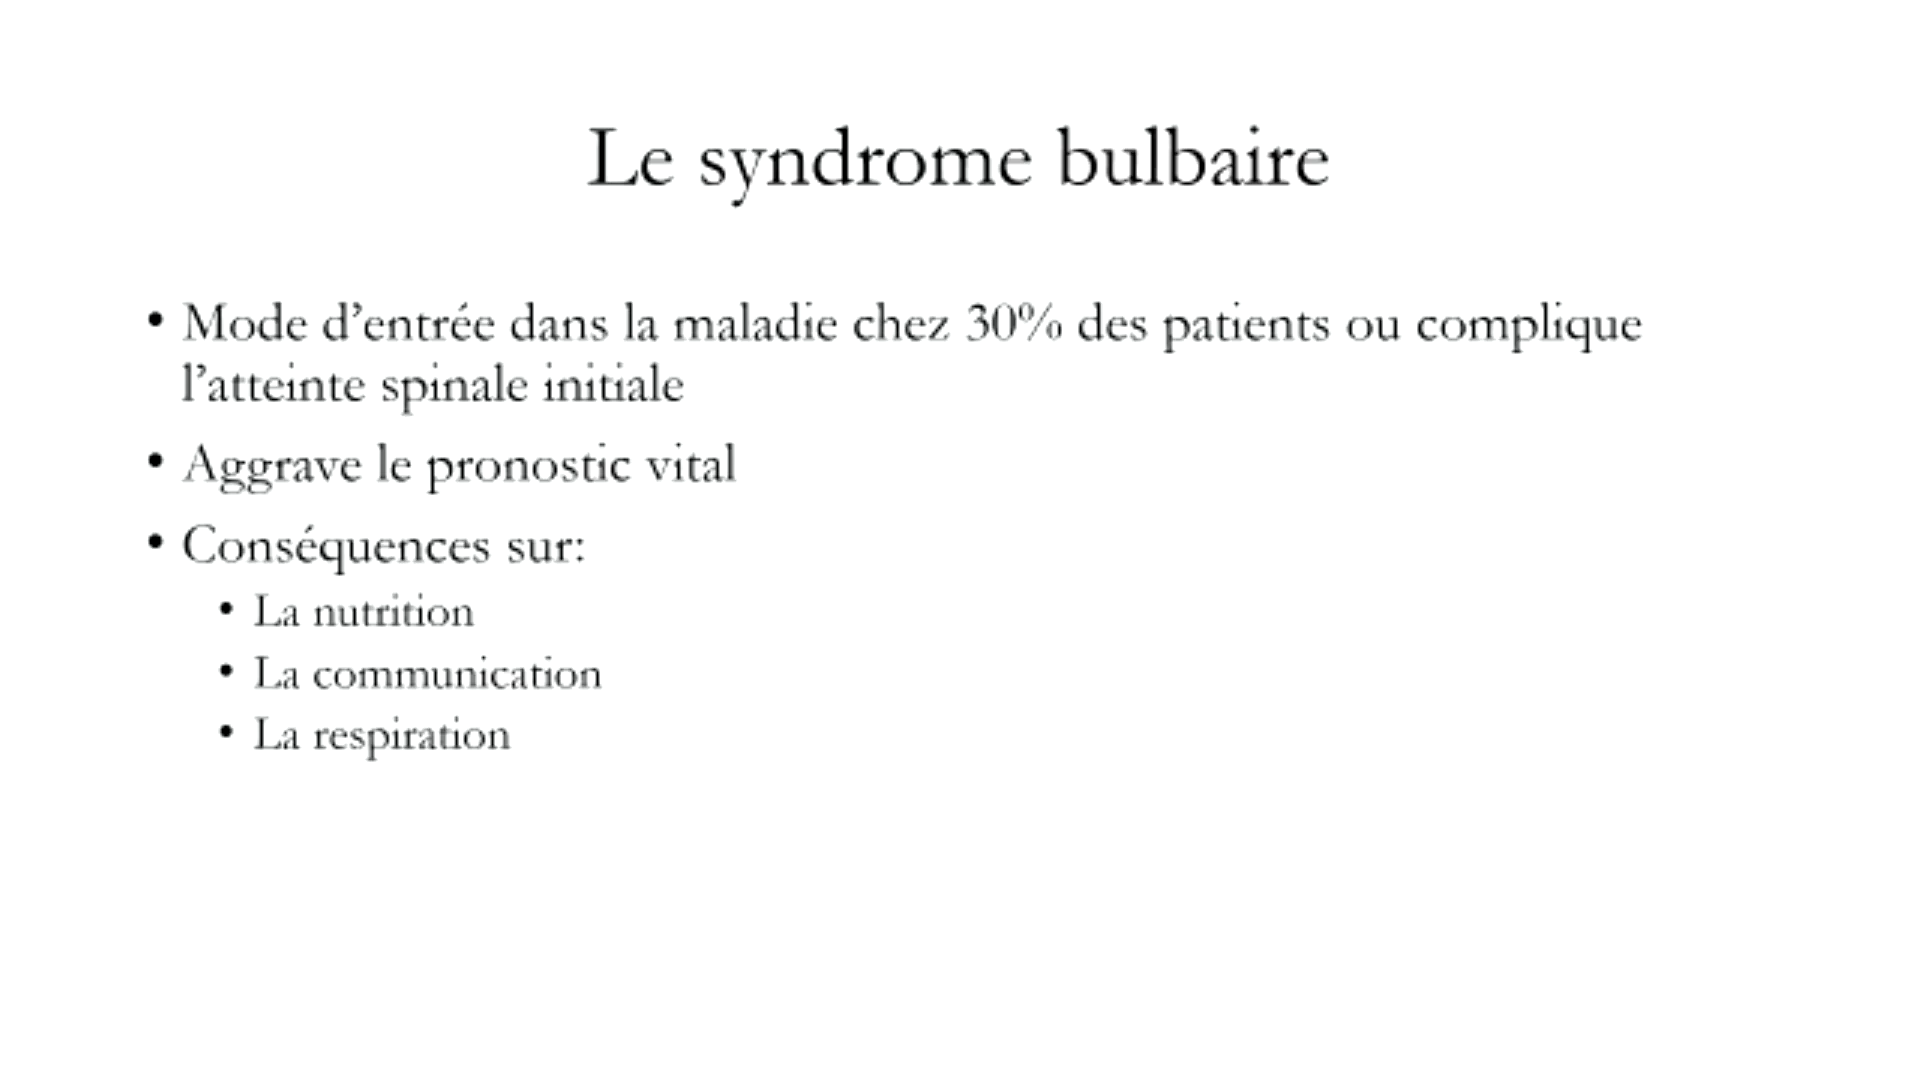 Le syndrome bulbaire
• Mode d’entrée dans la maladie chez 30% des patients ou complique
l’atteinte spinale initiale
• Aggrave le pronostic vital
• Conséquences sur:
• La nutrition
• La communication
• La respiration